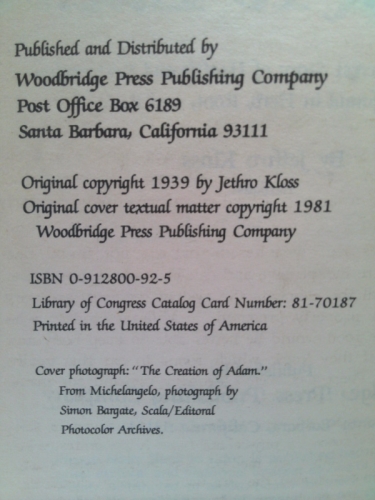 Published and Distributed by
Woodbridge Press Publishing Company
Post Office Box 6189
Santa Barbara, California 93111
Original copyright 1939 by Jethro Kloss
Original cover textual matter copyright 1981
Woodbridge Press Publishing Company
ISBN 0-912800-92-5
Library of Congress Catalog Card Number: 81-70187
Printed in the United States of America
Cover photograph: "The Creation of Adam."
From Michelangelo, photograph by
Simon Bargate, Scala/Editoral
Photocolor Archives.